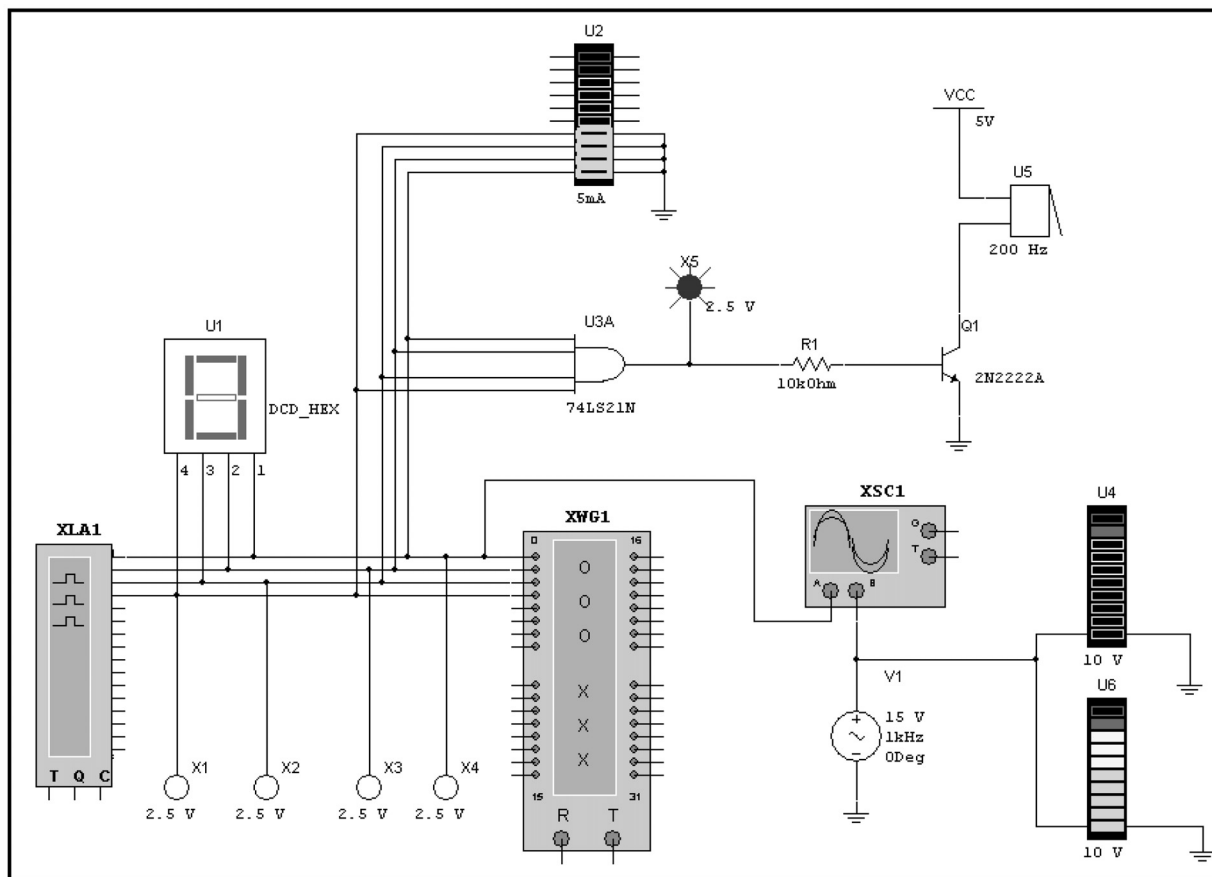 U2
5mA
VCC
5V
U5
200 Hz
X5
2.5 V
U3A
74LS21N
R1
10kOhm
Q1
2N2222A
U1
DCD_HEX
4 3 2 1
XLA1
T Q C
X1
2.5 V
X2
2.5 V
X3
2.5 V
X4
2.5 V
XWG1
0 16
O
O
O
X
X
X
15 31
R T
XSC1
G
T
A B
V1
15 V
1kHz
0Deg
U4
10 V
U6
10 V